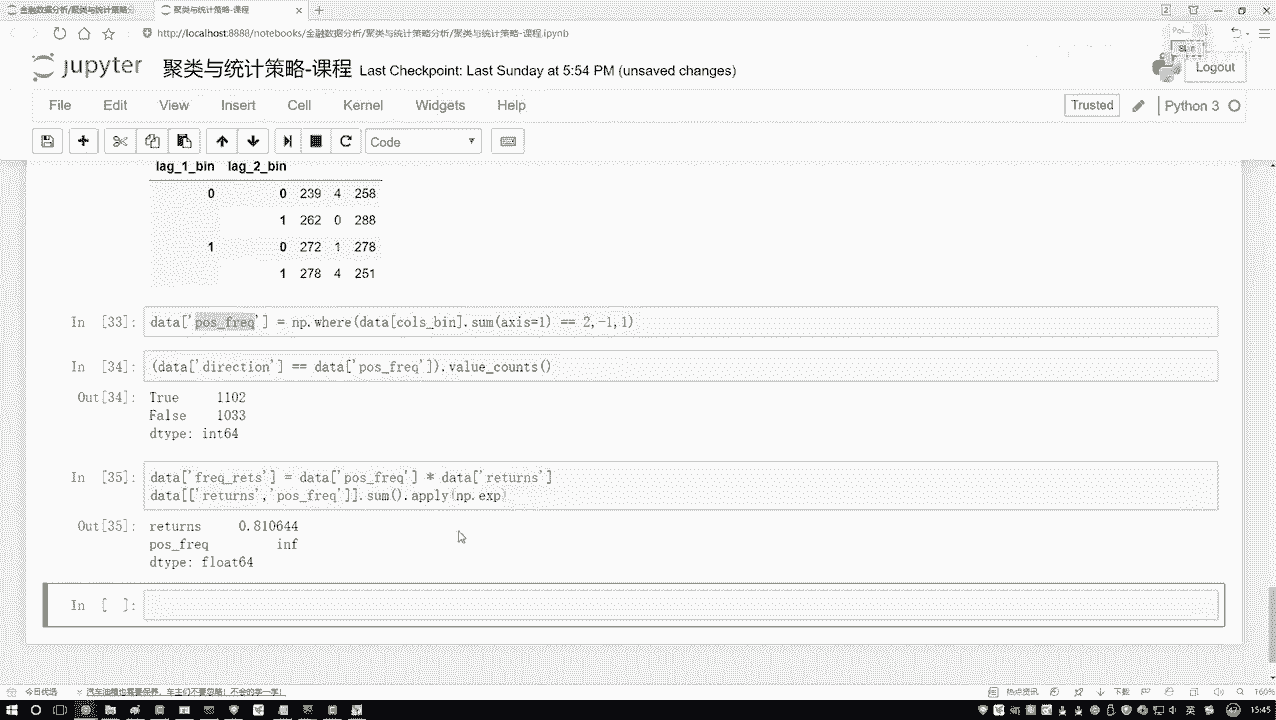 金融数据分析/聚类与统计策略分
聚类与统计策略-课程
http://localhost:8888/notebooks/金融数据分析/聚类与统计策略分析/聚类与统计策略-课程.ipynb
jupyter 聚类与统计策略-课程 Last Checkpoint: Last Sunday at 5:54 PM (unsaved changes)
Logout
File Edit View Insert Cell Kernel Widgets Help
Trusted Python 3
Code
lag_1_bin lag_2_bin
0 0 239 4 258
1 262 0 288
1 0 272 1 278
1 278 4 251
In [33]: data['pos_freq'] = np.where(data[cols_bin].sum(axis=1) == 2,-1,1)
In [34]: (data['direction'] == data['pos_freq']).value_counts()
Out[34]: True 1102
False 1033
dtype: int64
In [35]: data['freq_rets'] = data['pos_freq'] * data['returns']
data[['returns','pos_freq']].sum().apply(np.exp)
Out[35]: returns 0.810644
pos_freq inf
dtype: float64
In [ ]:
今日优选
汽车油箱也需要保养，车主们不要忽略！不会的学一学！
热点资讯
下载
166%
英
15:45